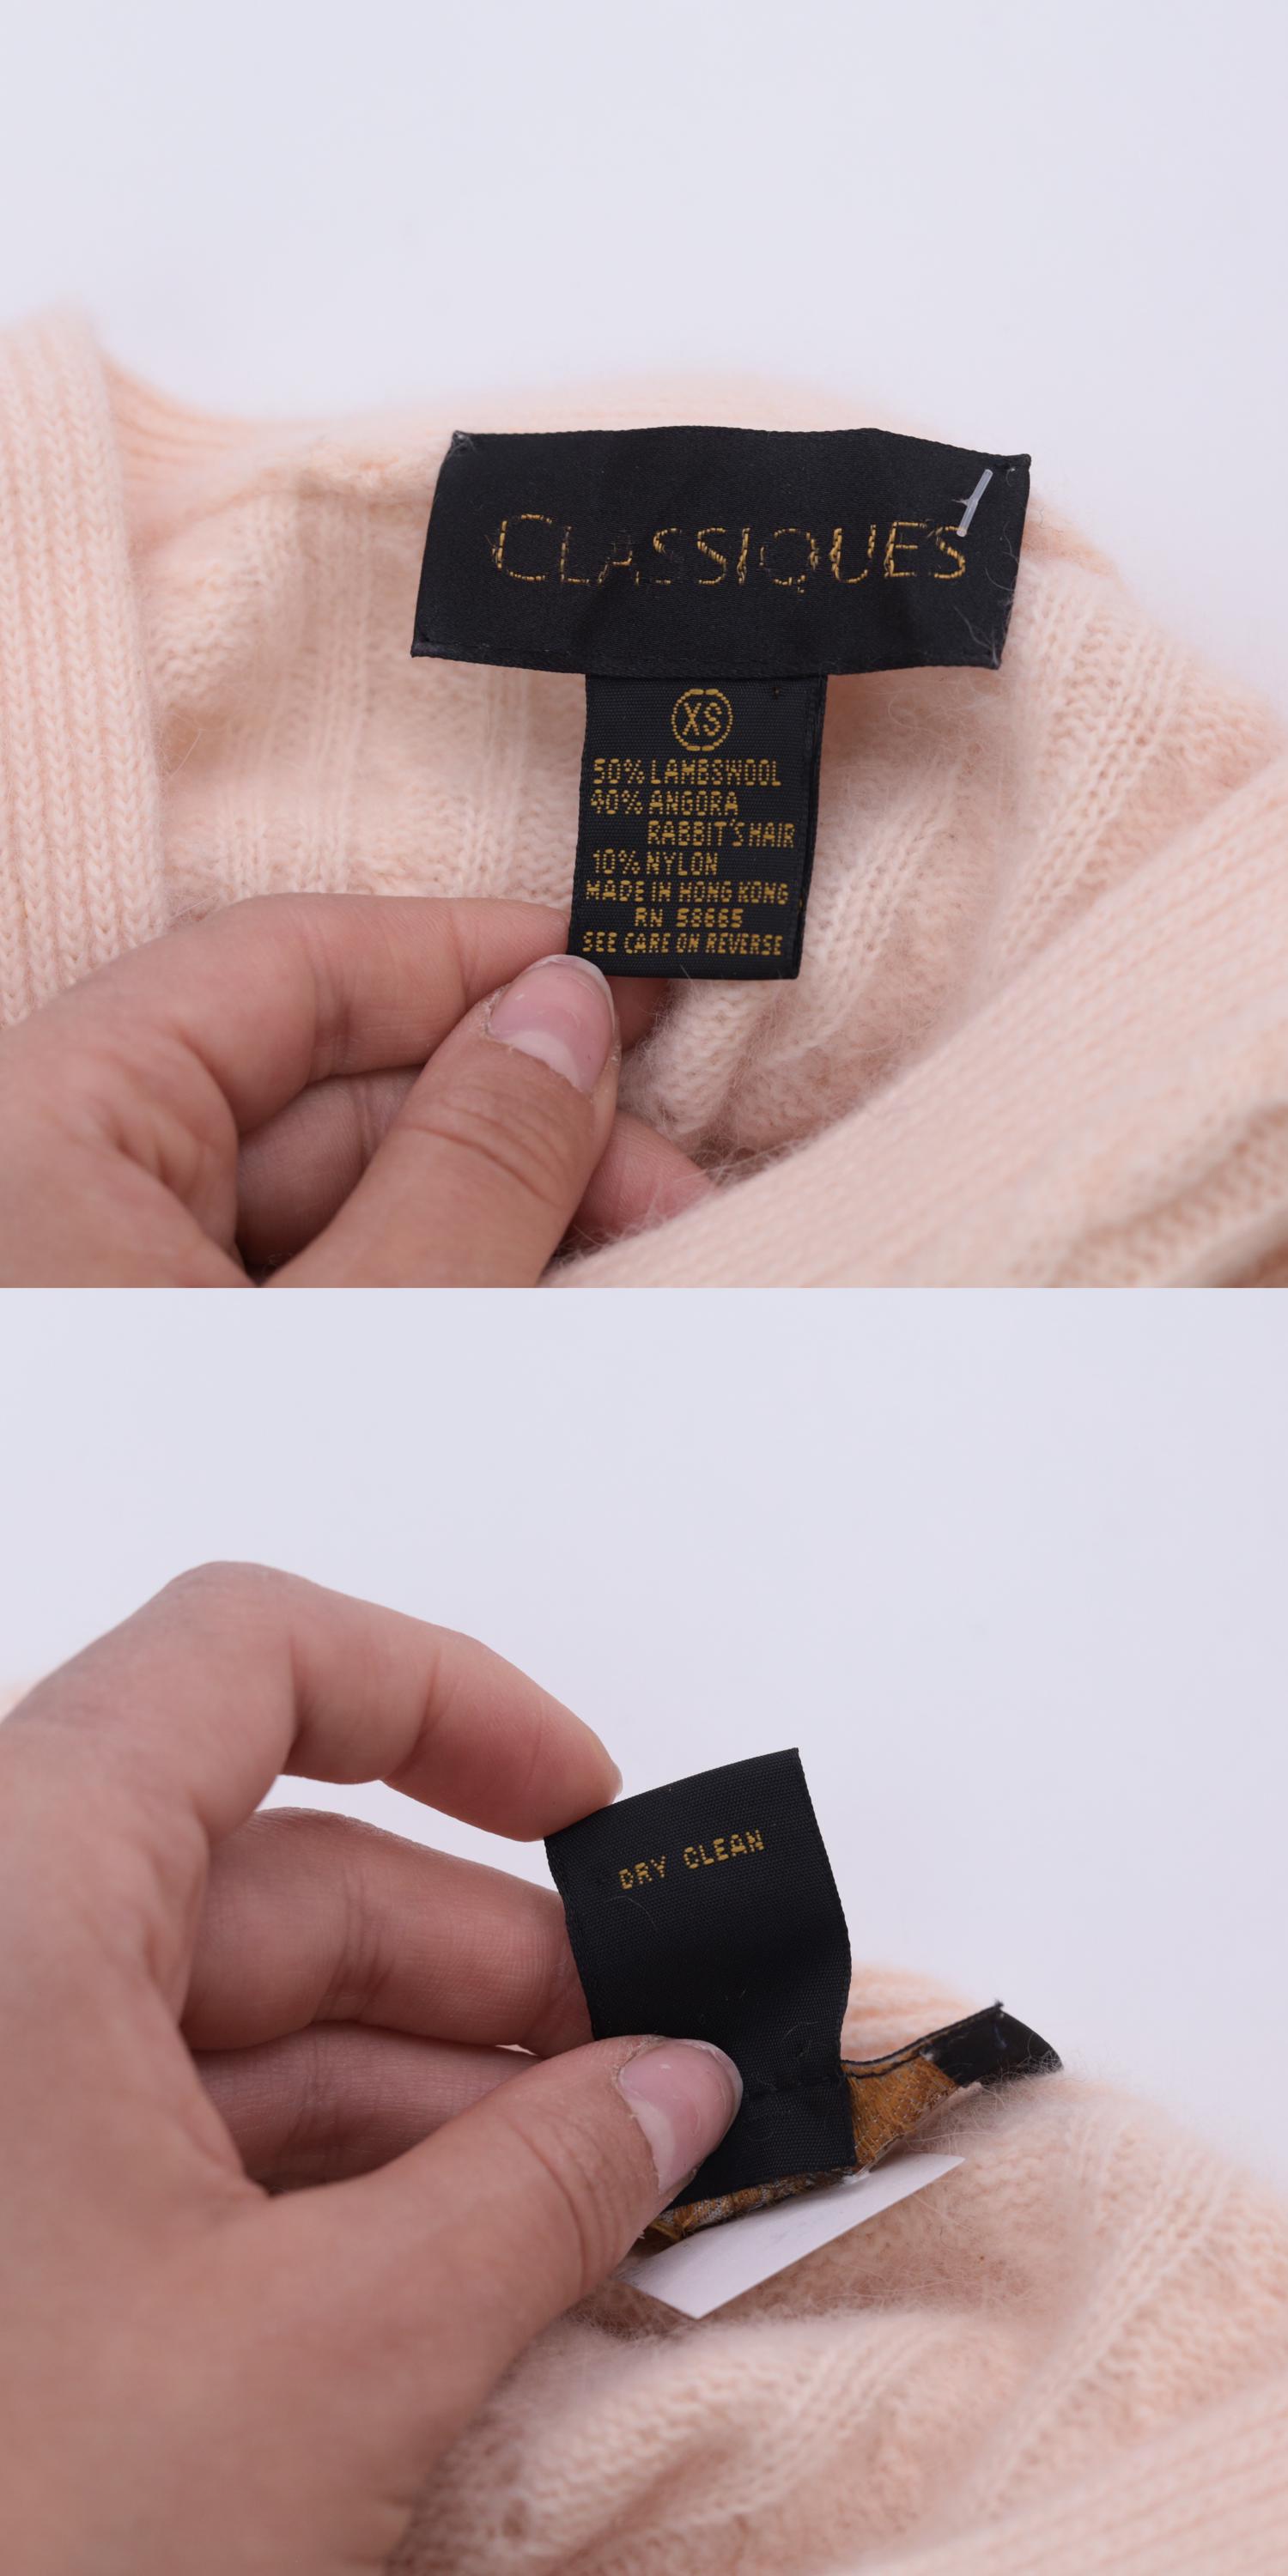 CLASSIQUES
XS
50% LAMBSWOOL
40% ANGORA
RABBIT'S HAIR
10% NYLON
MADE IN HONG KONG
RN 58665
SEE CARE ON REVERSE
DRY CLEAN